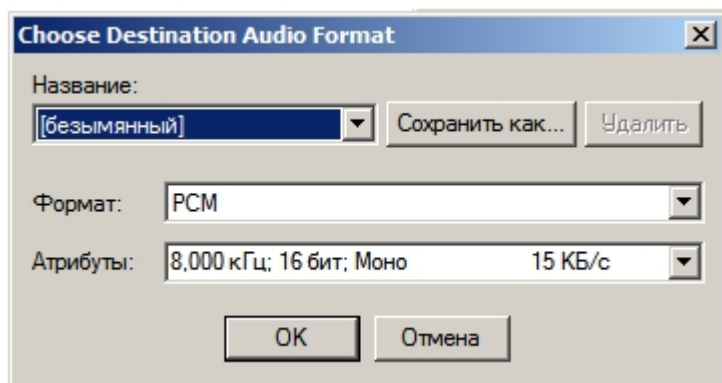 Choose Destination Audio Format
Название:
[безымянный] Сохранить как... Удалить
Формат: PCM
Атрибуты: 8,000 кГц; 16 бит; Моно 15 КБ/с
OK Отмена